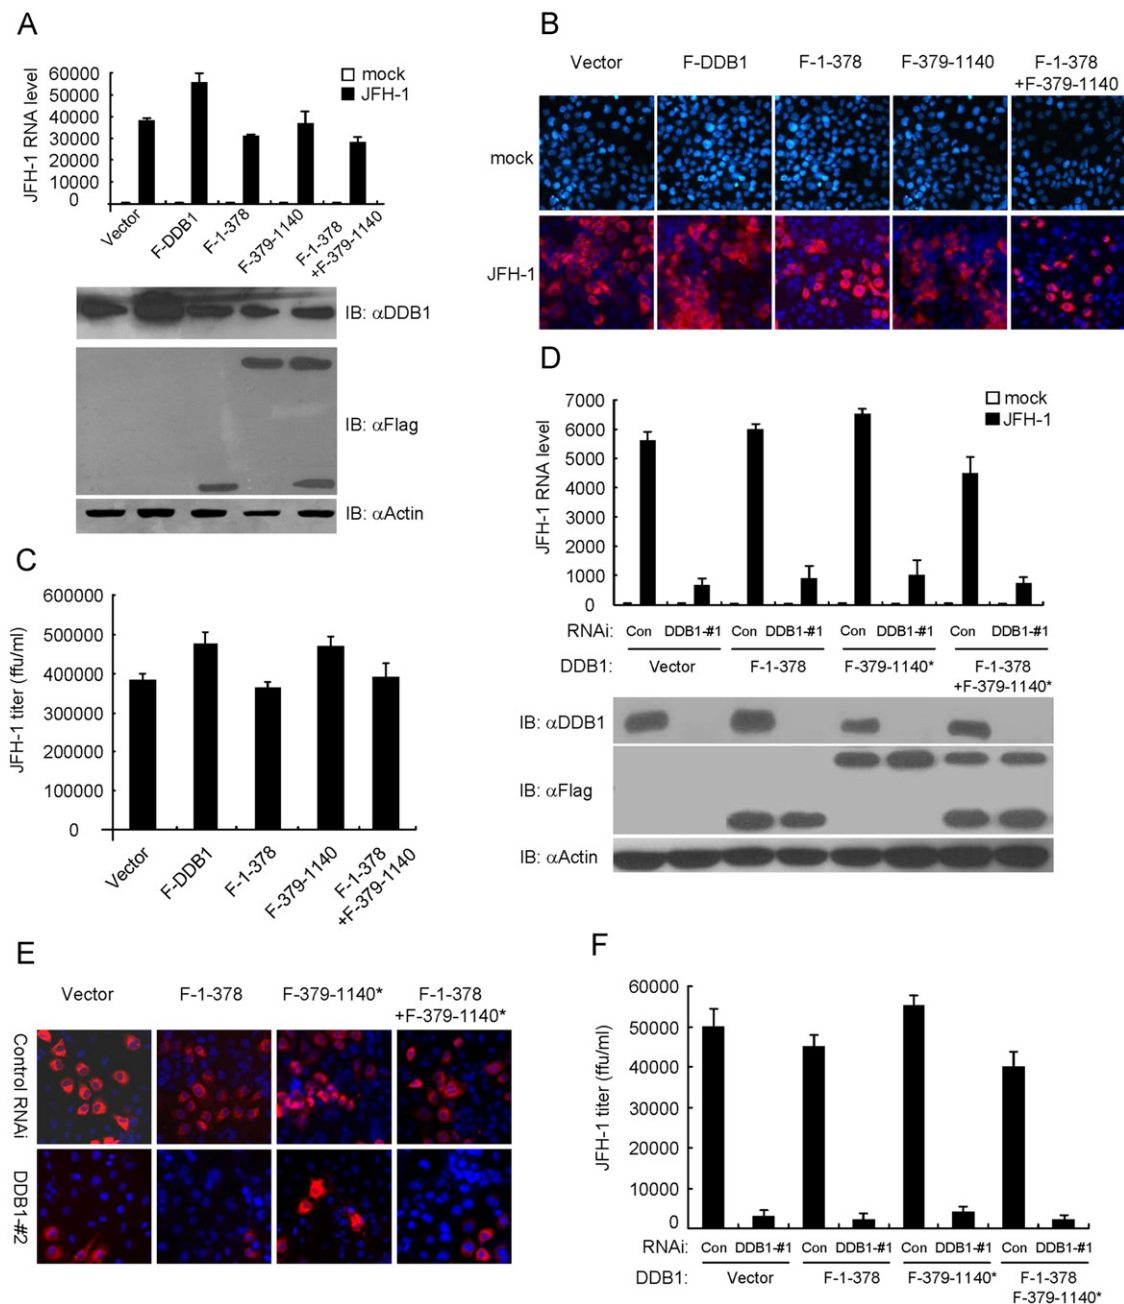 A
JFH-1 RNA level
60000
50000
40000
30000
20000
10000
0
mock
JFH-1
Vector
F-DDB1
F-1-378
F-379-1140
F-1-378
+F-379-1140
IB: αDDB1
IB: αFlag
IB: αActin
B
Vector
F-DDB1
F-1-378
F-379-1140
F-1-378
+F-379-1140
mock
JFH-1
C
JFH-1 titer (ffu/ml)
600000
500000
400000
300000
200000
100000
0
Vector
F-DDB1
F-1-378
F-379-1140
F-1-378
+F-379-1140
D
JFH-1 RNA level
7000
6000
5000
4000
3000
2000
1000
0
mock
JFH-1
RNAi: Con DDB1-#1 Con DDB1-#1 Con DDB1-#1 Con DDB1-#1
DDB1: Vector F-1-378 F-379-1140* F-1-378
+F-379-1140*
IB: αDDB1
IB: αFlag
IB: αActin
E
Vector
F-1-378
F-379-1140*
F-1-378
+F-379-1140*
Control RNAi
DDB1-#2
F
JFH-1 titer (ffu/ml)
60000
50000
40000
30000
20000
10000
0
RNAi: Con DDB1-#1 Con DDB1-#1 Con DDB1-#1 Con DDB1-#1
DDB1: Vector F-1-378 F-379-1140* F-1-378
F-379-1140*